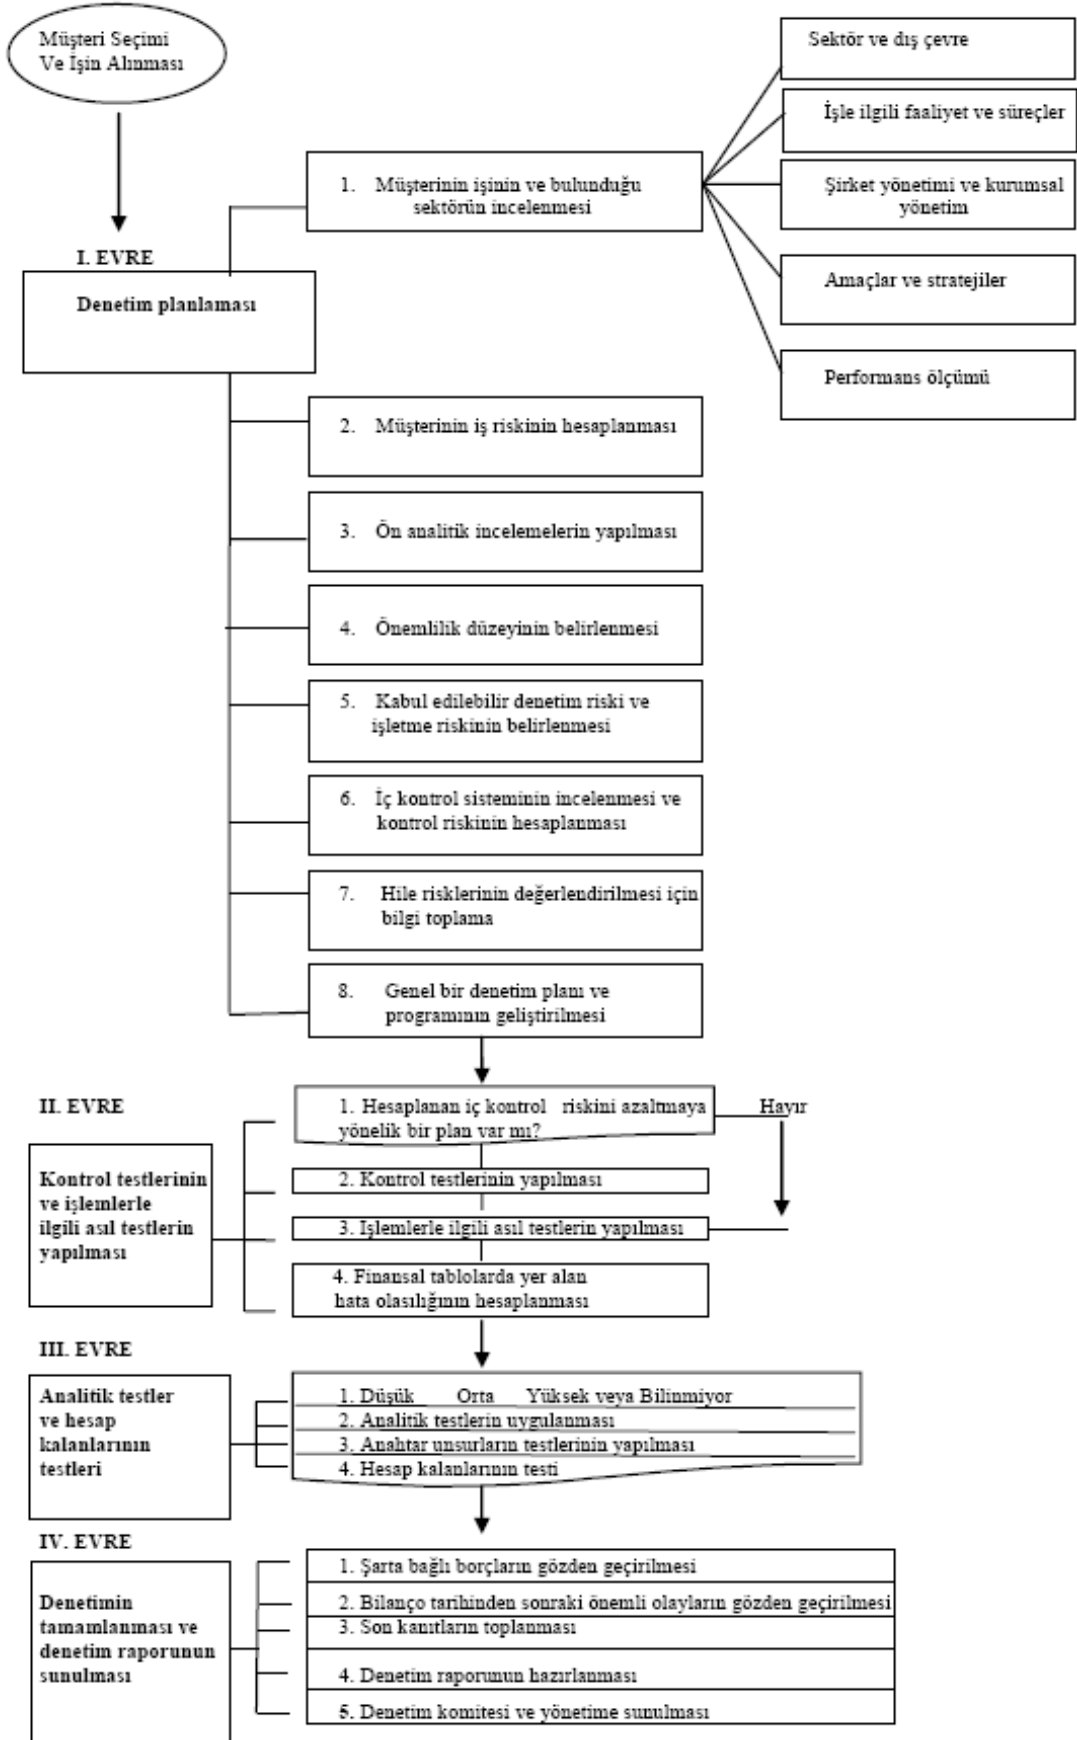 Müşteri Seçimi
Ve İşin Alınması
Sektör ve dış çevre
İşle ilgili faaliyet ve süreçler
1. Müşterinin işinin ve bulunduğu
sektörün incelenmesi
Şirket yönetimi ve kurumsal
yönetim
I. EVRE
Denetim planlaması
Amaçlar ve stratejiler
Performans ölçümü
2. Müşterinin iş riskinin hesaplanması
3. Ön analitik incelemelerin yapılması
4. Önemlilik düzeyinin belirlenmesi
5. Kabul edilebilir denetim riski ve
işletme riskinin belirlenmesi
6. İç kontrol sisteminin incelenmesi ve
kontrol riskinin hesaplanması
7. Hile risklerinin değerlendirilmesi için
bilgi toplama
8. Genel bir denetim planı ve
programının geliştirilmesi
II. EVRE
1. Hesaplanan iç kontrol riskini azaltmaya
yönelik bir plan var mı?
Hayır
Kontrol testlerinin
ve işlemlerle
ilgili asıl testlerin
yapılması
2. Kontrol testlerinin yapılması
3. Işlemlerle ilgili asıl testlerin yapılması
4. Finansal tablolarda yer alan
hata olasılığının hesaplanması
III. EVRE
Analitik testler
ve hesap
kalanlarının
testleri
1. Düşük Orta Yüksek veya Bilinmiyor
2. Analitik testlerin uygulanması
3. Anahtar unsurların testlerinin yapılması
4. Hesap kalanlarının testi
IV. EVRE
Denetimin
tamamlanması ve
denetim raporunun
sunulması
1. Şarta bağlı borçların gözden geçirilmesi
2. Bilanço tarihinden sonraki önemli olayların gözden geçirilmesi
3. Son kanıtların toplanması
4. Denetim raporunun hazırlanması
5. Denetim komitesi ve yönetime sunulması